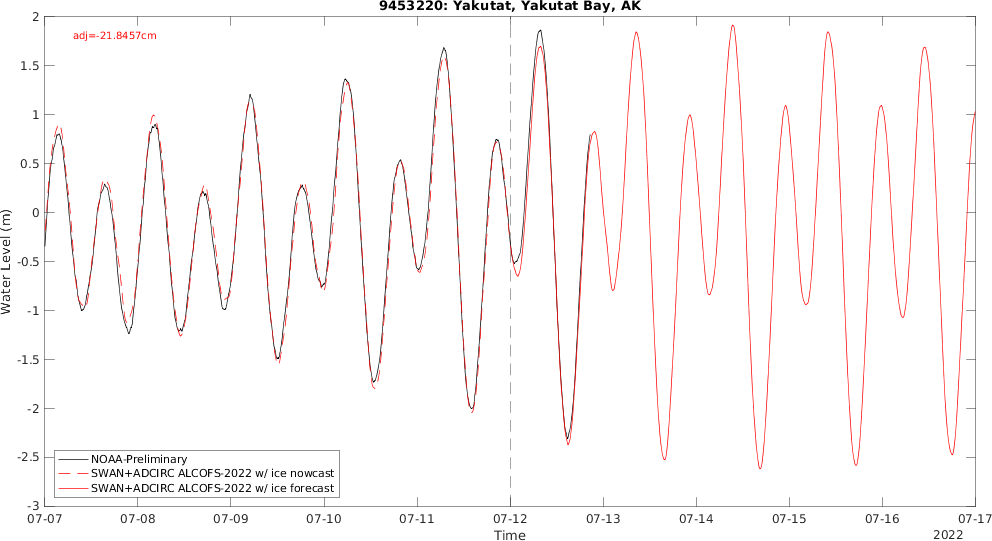 9453220: Yakutat, Yakutat Bay, AK
adj=-21.8457cm
2
1.5
1
0.5
0
-0.5
-1
-1.5
-2
-2.5
-3
Water Level (m)
NOAA-Preliminary
SWAN+ADCIRC ALCOFS-2022 w/ ice nowcast
SWAN+ADCIRC ALCOFS-2022 w/ ice forecast
07-07 07-08 07-09 07-10 07-11 07-12 07-13 07-14 07-15 07-16 07-17
Time
2022